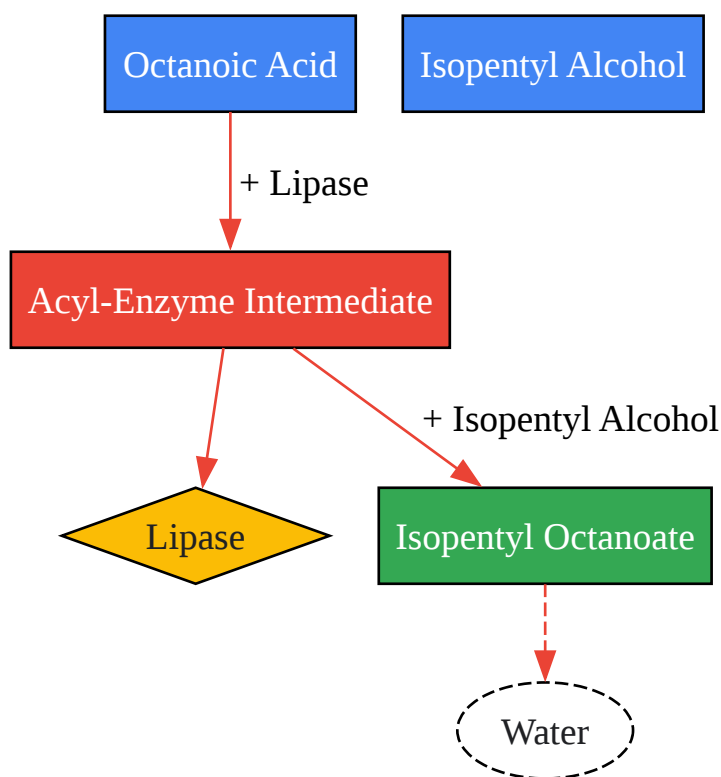 Octanoic Acid
Isopentyl Alcohol
+ Lipase
Acyl-Enzyme Intermediate
+ Isopentyl Alcohol
Lipase
Isopentyl Octanoate
Water